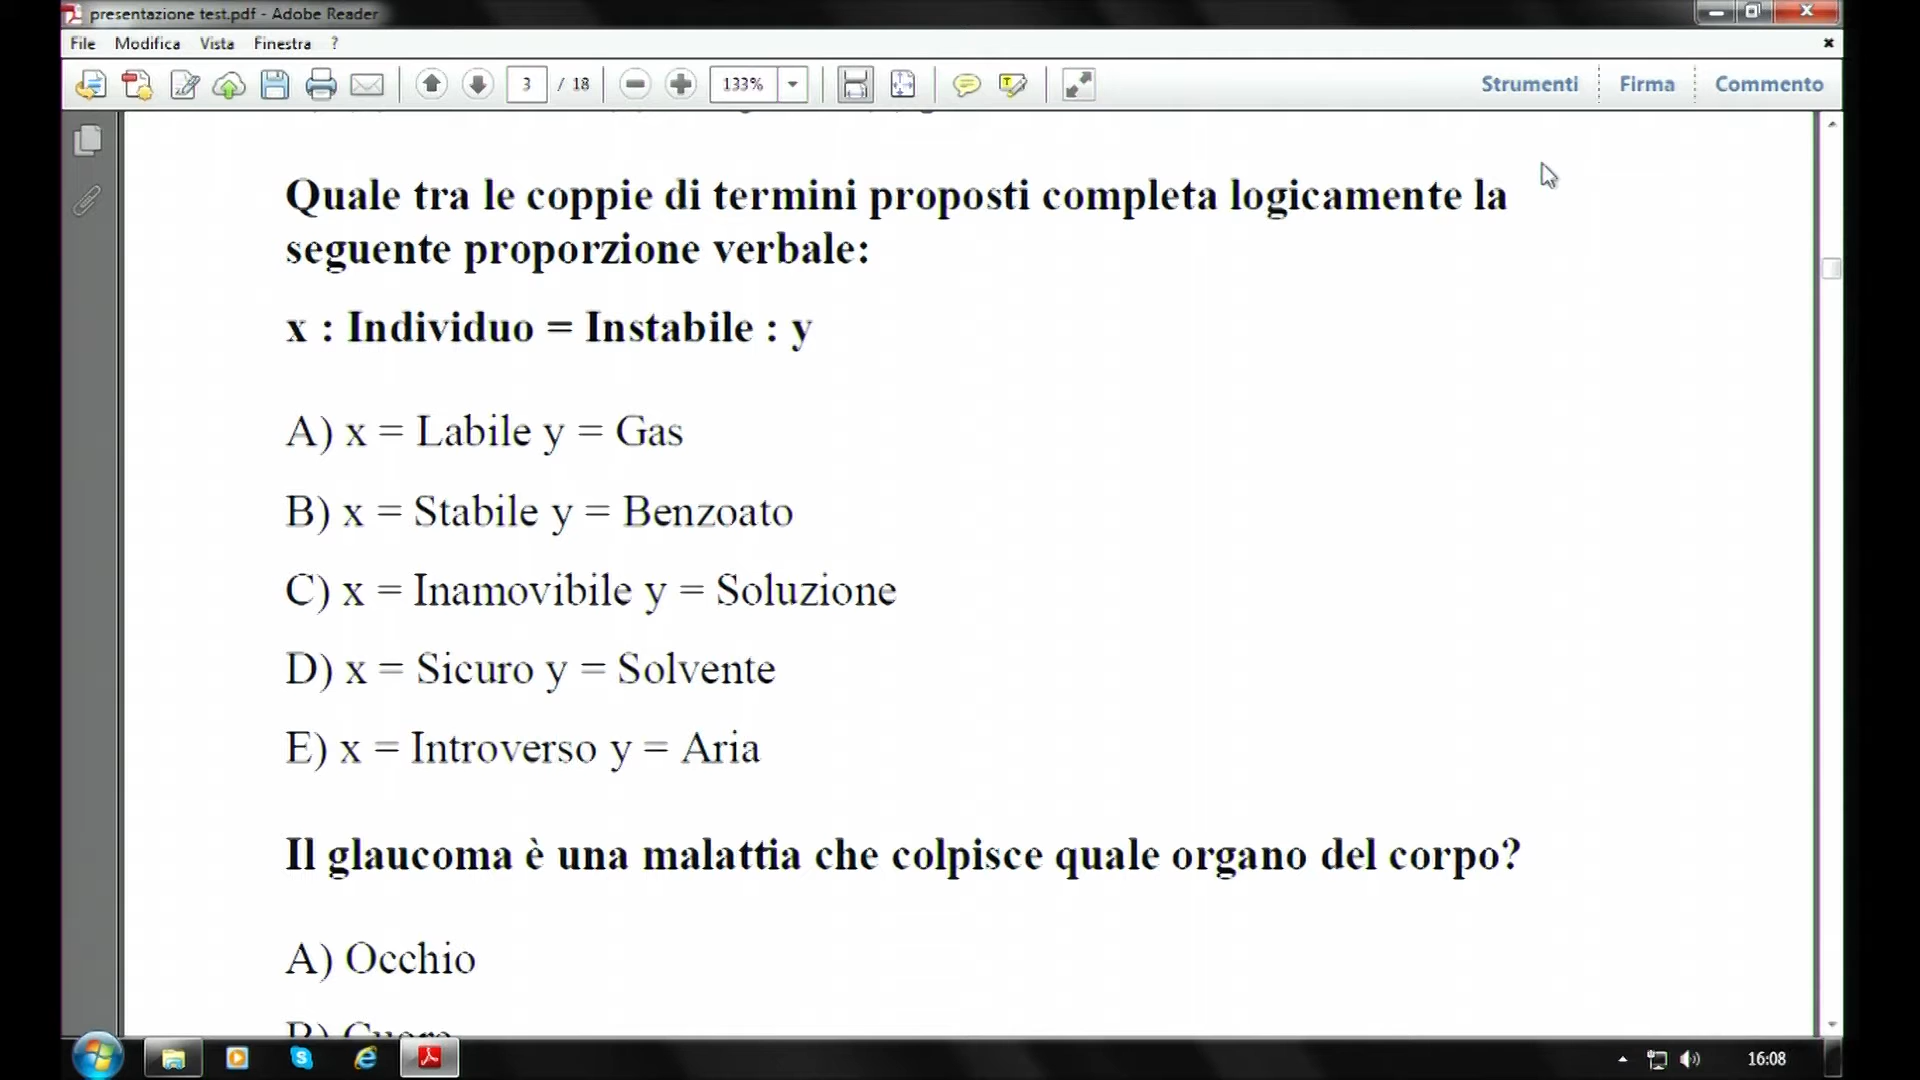 presentazione test.pdf - Adobe Reader
File Modifica Vista Finestra ?
3 / 18 133% Strumenti Firma Commento
Quale tra le coppie di termini proposti completa logicamente la
seguente proporzione verbale:
x : Individuo = Instabile : y
A) x = Labile y = Gas
B) x = Stabile y = Benzoato
C) x = Inamovibile y = Soluzione
D) x = Sicuro y = Solvente
E) x = Introverso y = Aria
Il glaucoma è una malattia che colpisce quale organo del corpo?
A) Occhio
B) Cuore
16:08